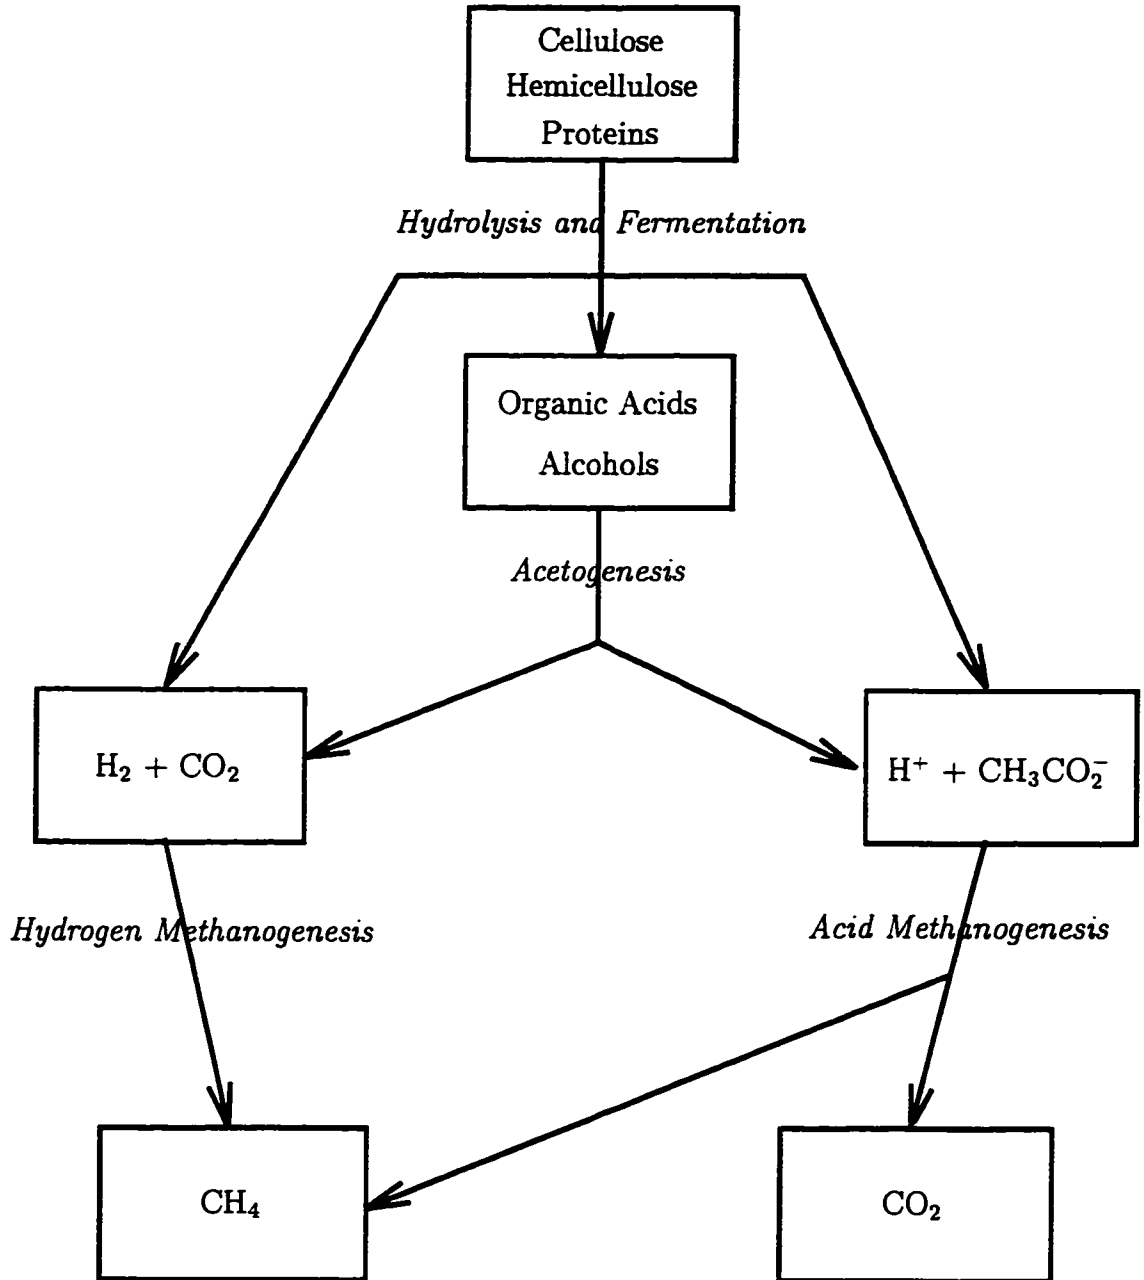 Cellulose
Hemicellulose
Proteins
Hydrolysis and Fermentation
Organic Acids
Alcohols
Acetogenesis
H₂ + CO₂
H⁺ + CH₃CO₂⁻
Hydrogen Methanogenesis
Acid Methanogenesis
CH₄
CO₂